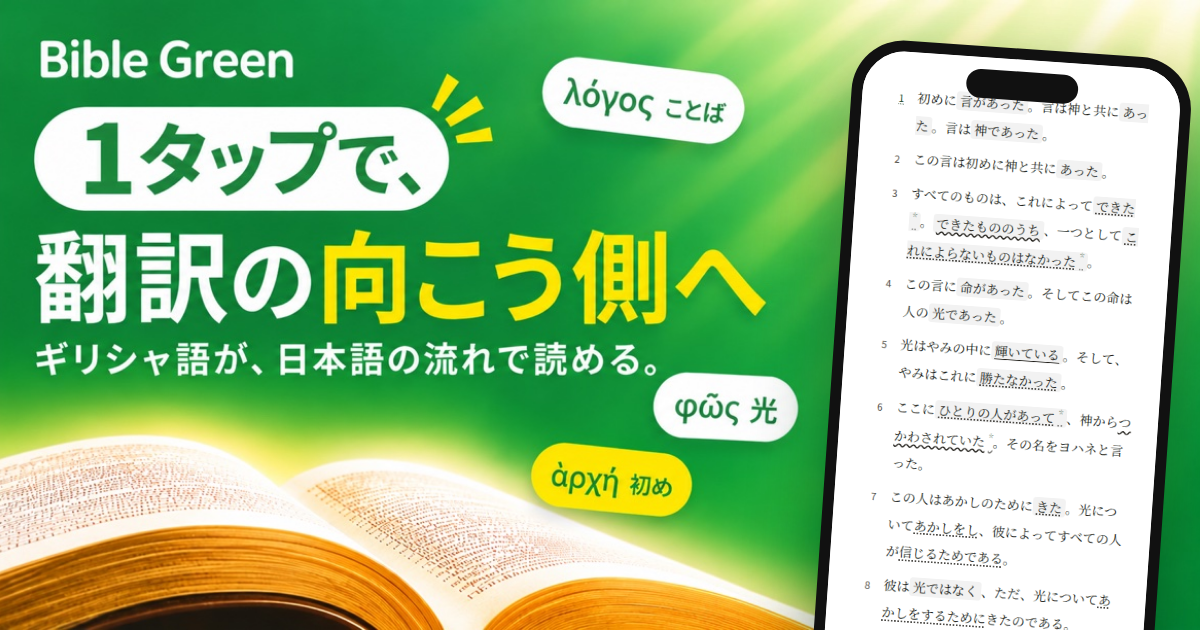 Bible Green
1タップで、
翻訳の向こう側へ
ギリシャ語が、日本語の流れで読める。
λόγος ことば
φῶς 光
ἀρχή 初め
1 初めに言があった。言は神と共にあっ
た。言は神であった。
2 この言は初めに神と共にあった。
3 すべてのものは、これによってできた
*。できたもののうち、一つとしてこ
れによらないものはなかった*。
4 この言に命があった。そしてこの命は
人の光であった。
5 光はやみの中に輝いている。そして、
やみはこれに勝たなかった。
6 ここにひとりの人があって*、神からつ
かわされていた*。その名をヨハネと言
った。
7 この人はあかしのためにきた。光につ
いてあかしをし、彼によってすべての人
が信じるためである。
8 彼は光ではなく、ただ、光についてあ
かしをするためにきたのである。